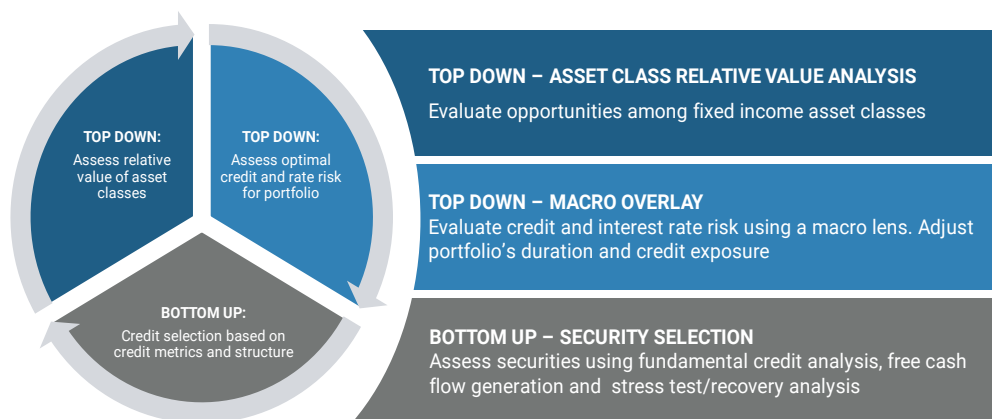 TOP DOWN:
Assess relative
value of asset
classes
TOP DOWN:
Assess optimal
credit and rate risk
for portfolio
BOTTOM UP:
Credit selection based on
credit metrics and structure
TOP DOWN – ASSET CLASS RELATIVE VALUE ANALYSIS
Evaluate opportunities among fixed income asset classes
TOP DOWN – MACRO OVERLAY
Evaluate credit and interest rate risk using a macro lens. Adjust
portfolio’s duration and credit exposure
BOTTOM UP – SECURITY SELECTION
Assess securities using fundamental credit analysis, free cash
flow generation and stress test/recovery analysis